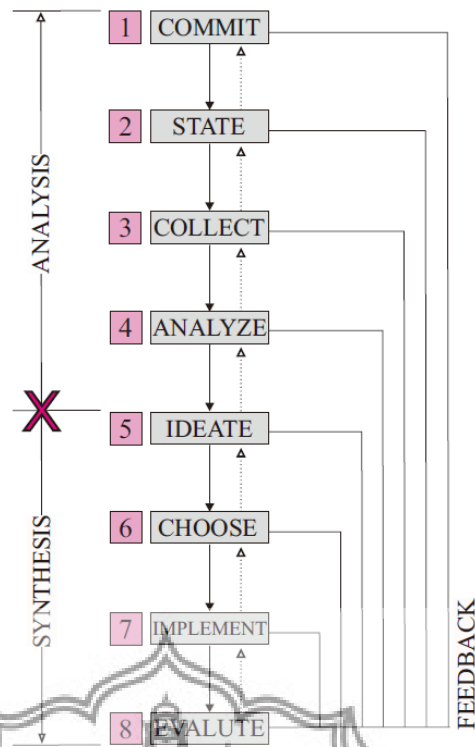 1 COMMIT
2 STATE
3 COLLECT
4 ANALYZE
5 IDEATE
6 CHOOSE
7 IMPLEMENT
8 EVALUTE
ANALYSIS
X
SYNTHESIS
FEEDBACK